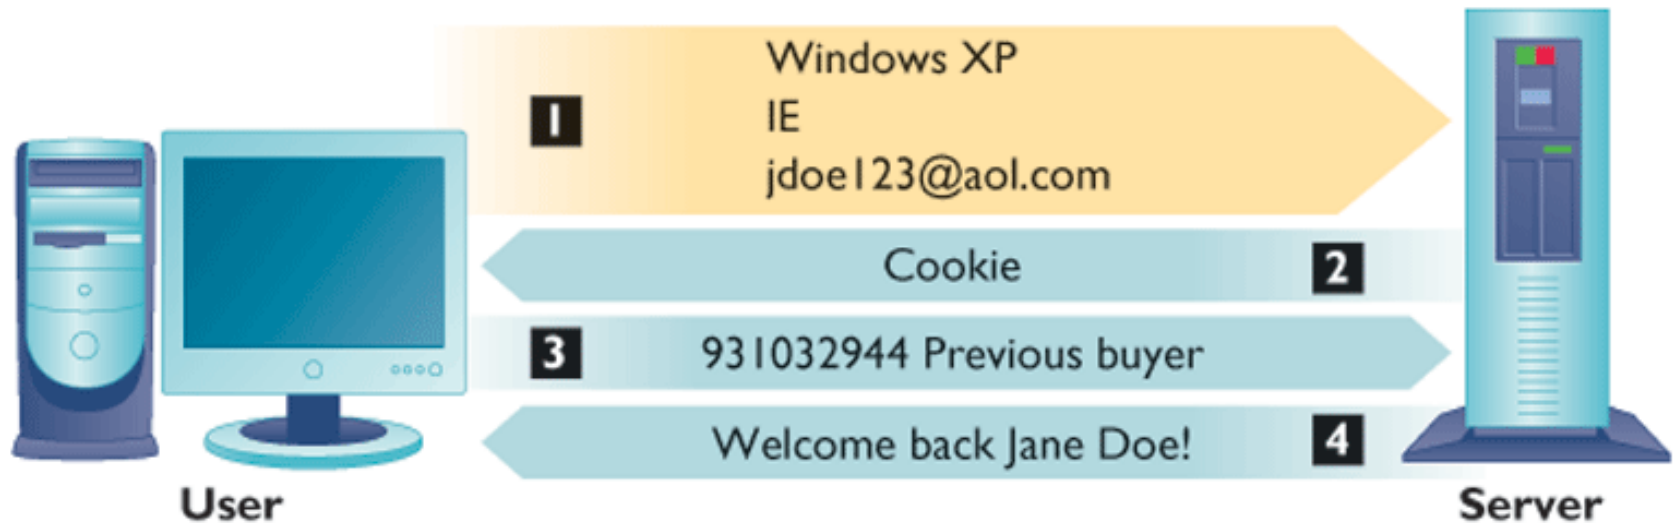 1
Windows XP
IE
jdoe123@aol.com
Cookie 2
3 931032944 Previous buyer
Welcome back Jane Doe! 4
User
Server